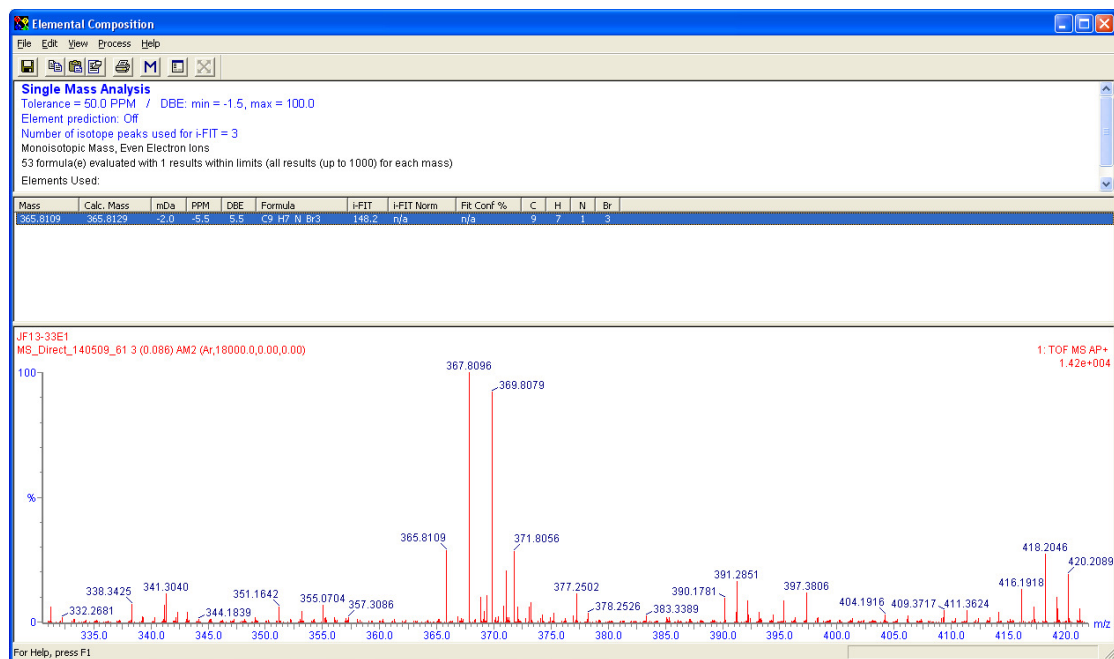 Elemental Composition
File Edit View Process Help
M
Single Mass Analysis
Tolerance = 50.0 PPM / DBE: min = -1.5, max = 100.0
Element prediction: Off
Number of isotope peaks used for i-FIT = 3
Monoisotopic Mass, Even Electron Ions
53 formula(e) evaluated with 1 results within limits (all results (up to 1000) for each mass)
Elements Used:
Mass Calc. Mass mDa PPM DBE Formula i-FIT i-FIT Norm Fit Conf % C H N Br
365.8109 365.8129 -2.0 -5.5 5.5 C9 H7 N Br3 148.2 n/a n/a 9 7 1 3
JF13-33E1
MS_Direct_140509_61 3 (0.086) AM2 (Ar,18000.0,0.00,0.00)
1: TOF MS AP+
1.42e+004
100
%
0
367.8096
369.8079
365.8109
371.8056
338.3425
341.3040
332.2681
344.1839
351.1642
355.0704
357.3086
377.2502
378.2526
383.3389
390.1781
391.2851
397.3806
404.1916
409.3717
411.3624
416.1918
418.2046
420.2089
335.0 340.0 345.0 350.0 355.0 360.0 365.0 370.0 375.0 380.0 385.0 390.0 395.0 400.0 405.0 410.0 415.0 420.0 m/z
For Help, press F1